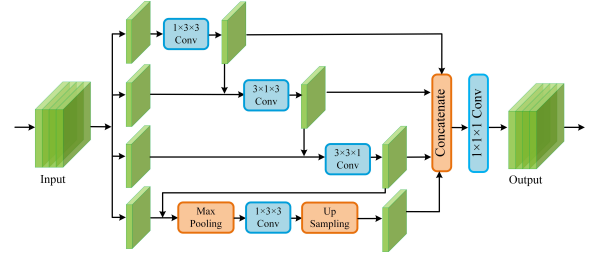 1×3×3
Conv
3×1×3
Conv
3×3×1
Conv
Max
Pooling
1×3×3
Conv
Up
Sampling
Concatenate
1×1×1 Conv
Input
Output